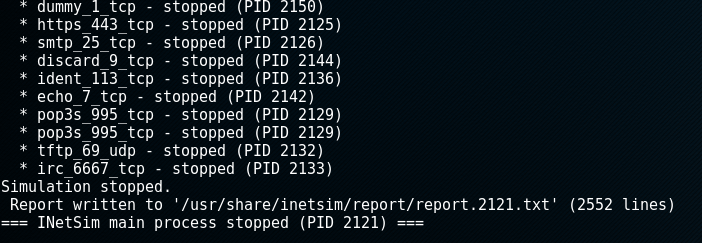 * dummy_1_tcp - stopped (PID 2150)
* https_443_tcp - stopped (PID 2125)
* smtp_25_tcp - stopped (PID 2126)
* discard_9_tcp - stopped (PID 2144)
* ident_113_tcp - stopped (PID 2136)
* echo_7_tcp - stopped (PID 2142)
* pop3s_995_tcp - stopped (PID 2129)
* pop3s_995_tcp - stopped (PID 2129)
* tftp_69_udp - stopped (PID 2132)
* irc_6667_tcp - stopped (PID 2133)
Simulation stopped.
Report written to '/usr/share/inetsim/report/report.2121.txt' (2552 lines)
=== INetSim main process stopped (PID 2121) ===